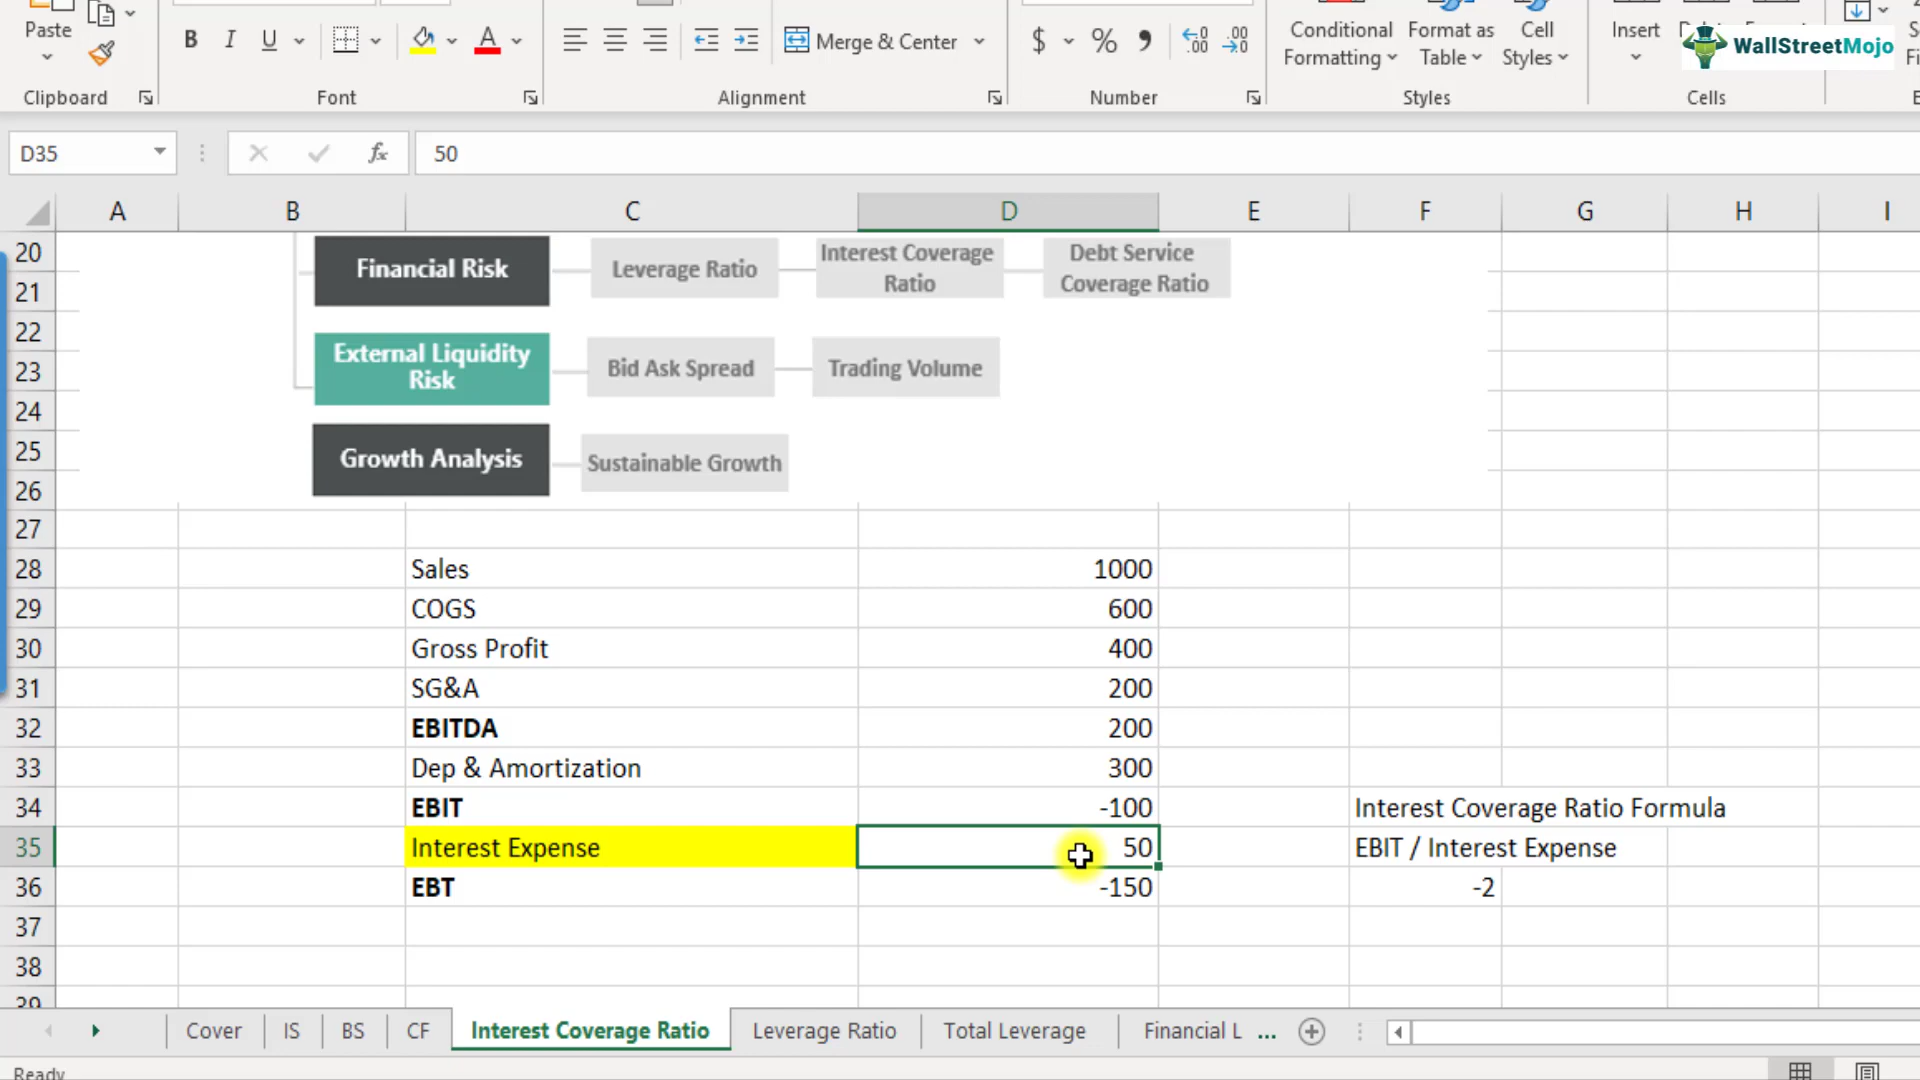 Paste
B I U A
Merge & Center
$ % 9
Conditional Formatting
Format as Table
Cell Styles
Insert
WallStreetMojo
Clipboard
Font
Alignment
Number
Styles
Cells
D35
fx
50
A B C D E F G H I
20
21
22
23
24
25
26
27
28
29
30
31
32
33
34
35
36
37
38
39
Financial Risk
Leverage Ratio
Interest Coverage
Ratio
Debt Service
Coverage Ratio
External Liquidity
Risk
Bid Ask Spread
Trading Volume
Growth Analysis
Sustainable Growth
Sales 1000
COGS 600
Gross Profit 400
SG&A 200
EBITDA 200
Dep & Amortization 300
EBIT -100 Interest Coverage Ratio Formula
Interest Expense 50 EBIT / Interest Expense
EBT -150 -2
Cover IS BS CF Interest Coverage Ratio Leverage Ratio Total Leverage Financial L ...
Ready